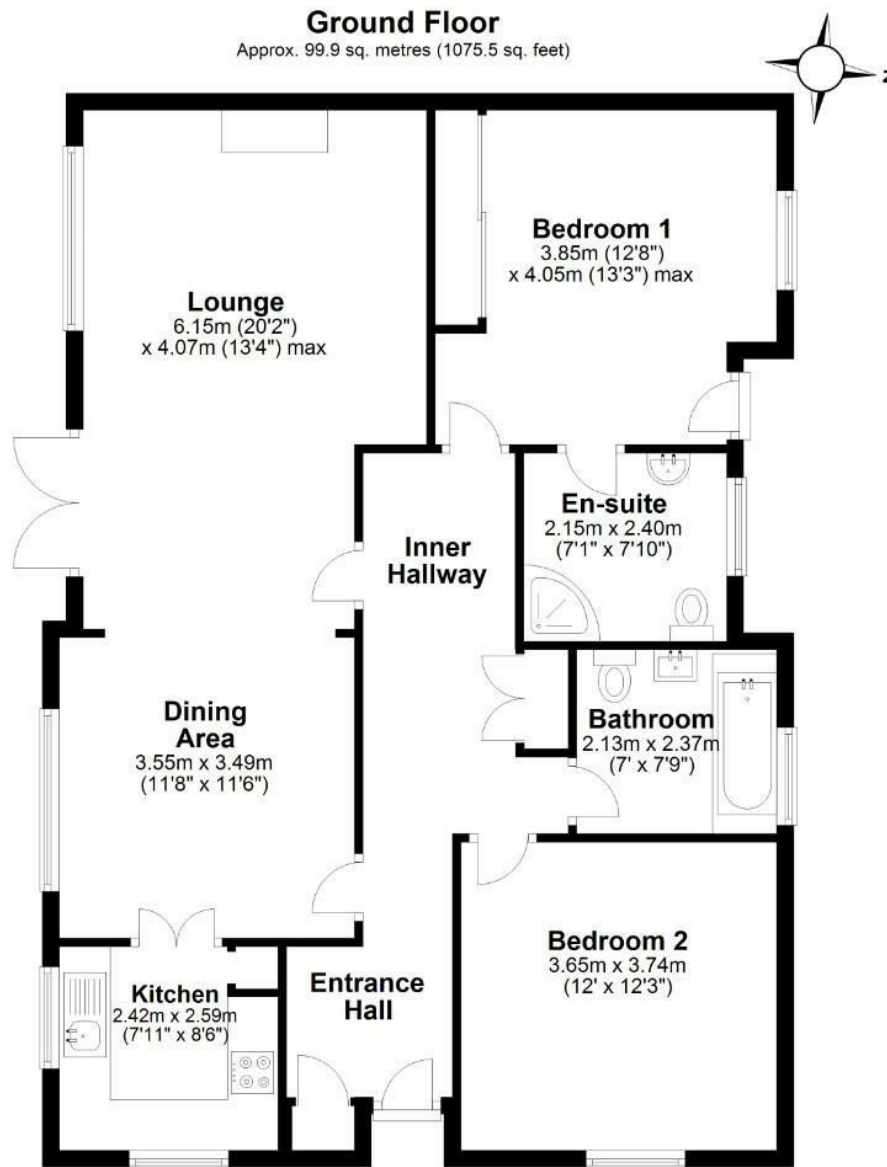 Ground Floor
Approx. 99.9 sq. metres (1075.5 sq. feet)
N
Bedroom 1
3.85m (12'8")
x 4.05m (13'3") max
Lounge
6.15m (20'2")
x 4.07m (13'4") max
En-suite
2.15m x 2.40m
(7'1" x 7'10")
Inner
Hallway
Dining
Area
3.55m x 3.49m
(11'8" x 11'6")
Bathroom
2.13m x 2.37m
(7' x 7'9")
Bedroom 2
3.65m x 3.74m
(12' x 12'3")
Kitchen
2.42m x 2.59m
(7'11" x 8'6")
Entrance
Hall